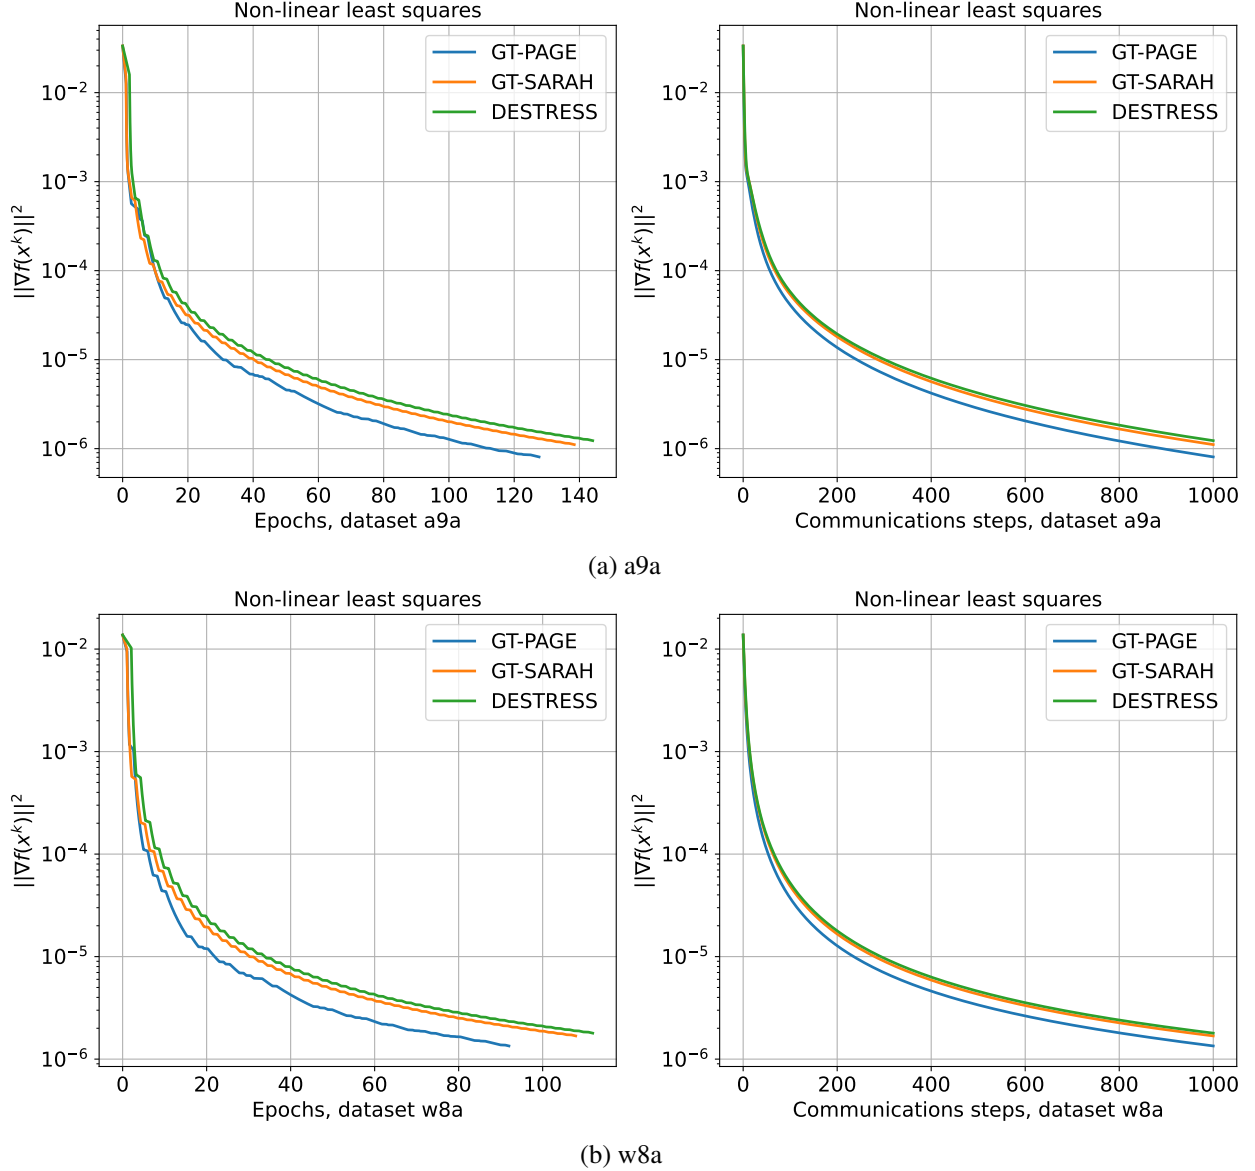 Non-linear least squares
||∇f(x^k)||²
10⁻²
10⁻³
10⁻⁴
10⁻⁵
10⁻⁶
GT-PAGE
GT-SARAH
DESTRESS
0 20 40 60 80 100 120 140
Epochs, dataset a9a
Non-linear least squares
||∇f(x^k)||²
10⁻²
10⁻³
10⁻⁴
10⁻⁵
10⁻⁶
GT-PAGE
GT-SARAH
DESTRESS
0 200 400 600 800 1000
Communications steps, dataset a9a
(a) a9a
Non-linear least squares
||∇f(x^k)||²
10⁻²
10⁻³
10⁻⁴
10⁻⁵
10⁻⁶
GT-PAGE
GT-SARAH
DESTRESS
0 20 40 60 80 100
Epochs, dataset w8a
Non-linear least squares
||∇f(x^k)||²
10⁻²
10⁻³
10⁻⁴
10⁻⁵
10⁻⁶
GT-PAGE
GT-SARAH
DESTRESS
0 200 400 600 800 1000
Communications steps, dataset w8a
(b) w8a